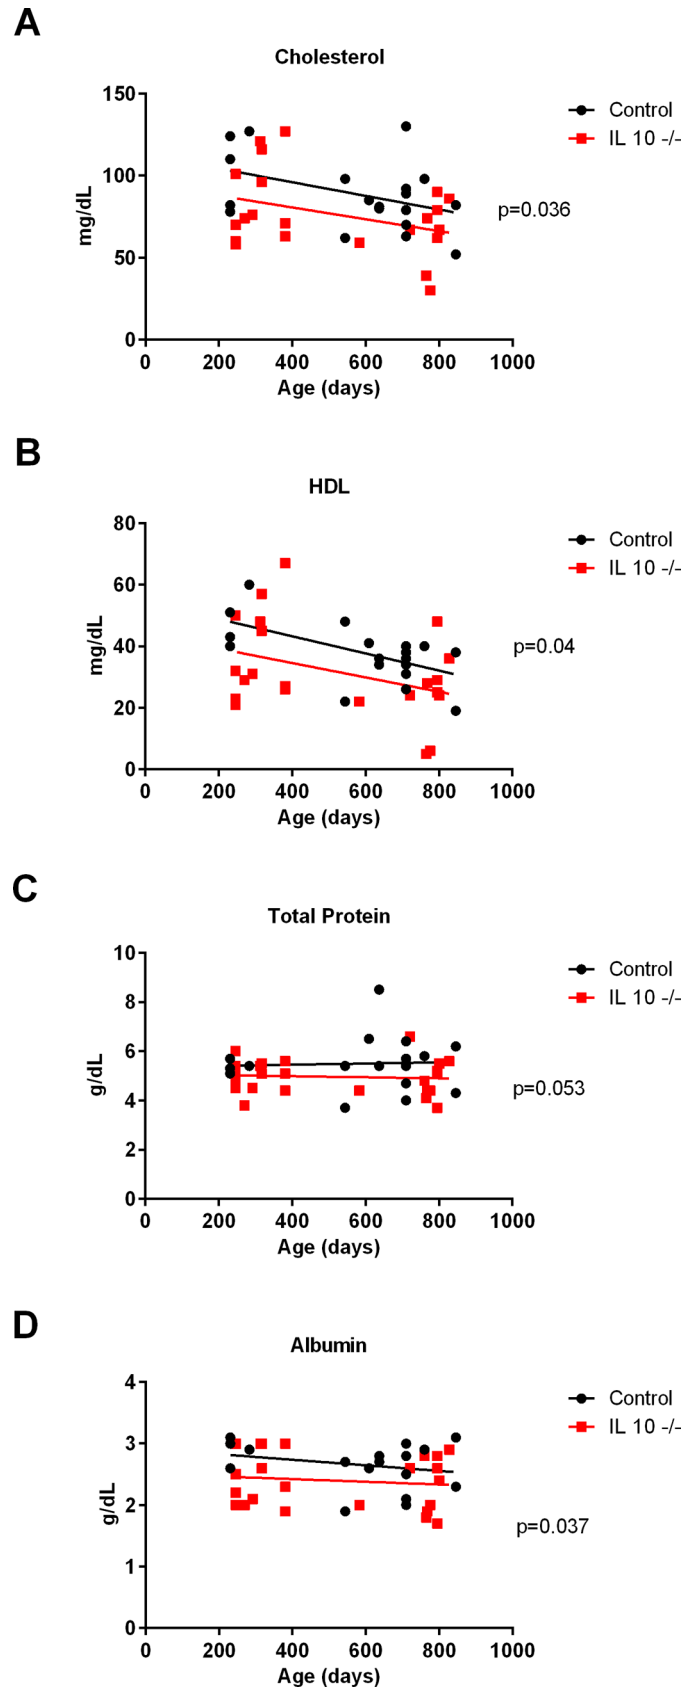 A
Cholesterol
150
100
50
0
mg/dL
0 200 400 600 800 1000
Age (days)
Control
IL 10 -/-
p=0.036
B
HDL
80
60
40
20
0
mg/dL
0 200 400 600 800 1000
Age (days)
Control
IL 10 -/-
p=0.04
C
Total Protein
10
8
6
4
2
0
g/dL
0 200 400 600 800 1000
Age (days)
Control
IL 10 -/-
p=0.053
D
Albumin
4
3
2
1
0
g/dL
0 200 400 600 800 1000
Age (days)
Control
IL 10 -/-
p=0.037